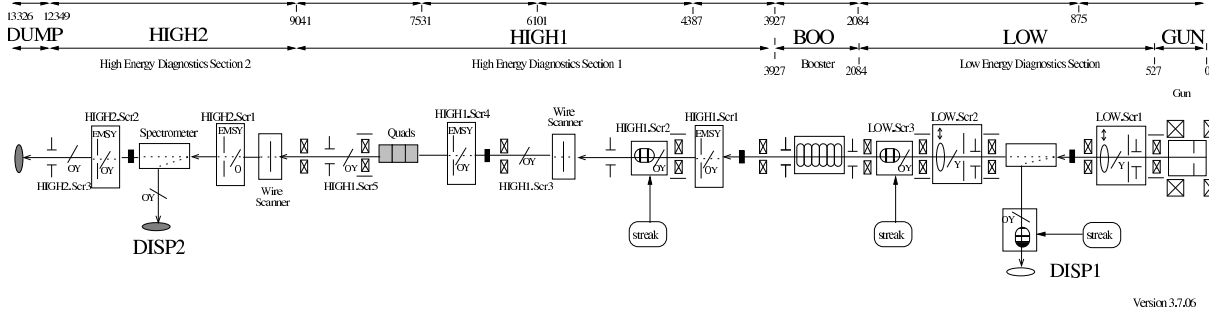 13326 12349 9041 7531 6101 4387 3927 2084 875
DUMP HIGH2 HIGH1 BOO LOW GUN
High Energy Diagnostics Section 2 High Energy Diagnostics Section 1 3927 Booster 2084 Low Energy Diagnostics Section 527 0
Gun
HIGH2.Scr2 HIGH2.Scr1 HIGH1.Scr4 Wire Scanner HIGH1.Scr1 LOW.Scr2 LOW.Scr1
EMSY Spectrometer EMSY Quads EMSY HIGH1.Scr2 EMSY LOW.Scr3
OY O OY OY OY OY OY OY Y Y
HIGH2.Scr3 OY Wire Scanner HIGH1.Scr5 HIGH1.Scr3
OY
streak streak streak
DISP2 DISP1
Version 3.7.06